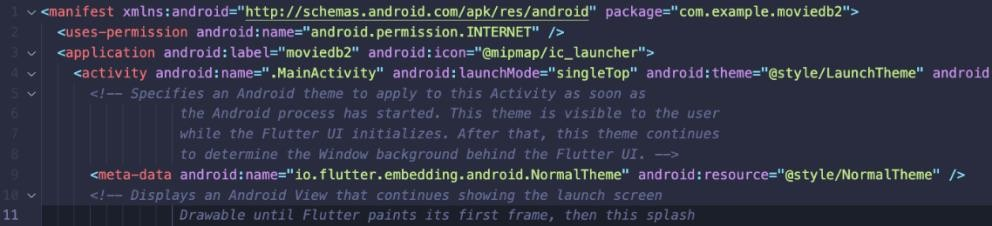 1 <manifest xmlns:android="http://schemas.android.com/apk/res/android" package="com.example.moviedb2">
2 <uses-permission android:name="android.permission.INTERNET" />
3 <application android:label="moviedb2" android:icon="@mipmap/ic_launcher">
4 <activity android:name=".MainActivity" android:launchMode="singleTop" android:theme="@style/LaunchTheme" android
5 <!-- Specifies an Android theme to apply to this Activity as soon as
6 the Android process has started. This theme is visible to the user
7 while the Flutter UI initializes. After that, this theme continues
8 to determine the Window background behind the Flutter UI. -->
9 <meta-data android:name="io.flutter.embedding.android.NormalTheme" android:resource="@style/NormalTheme" />
10 <!-- Displays an Android View that continues showing the launch screen
11 Drawable until Flutter paints its first frame, then this splash